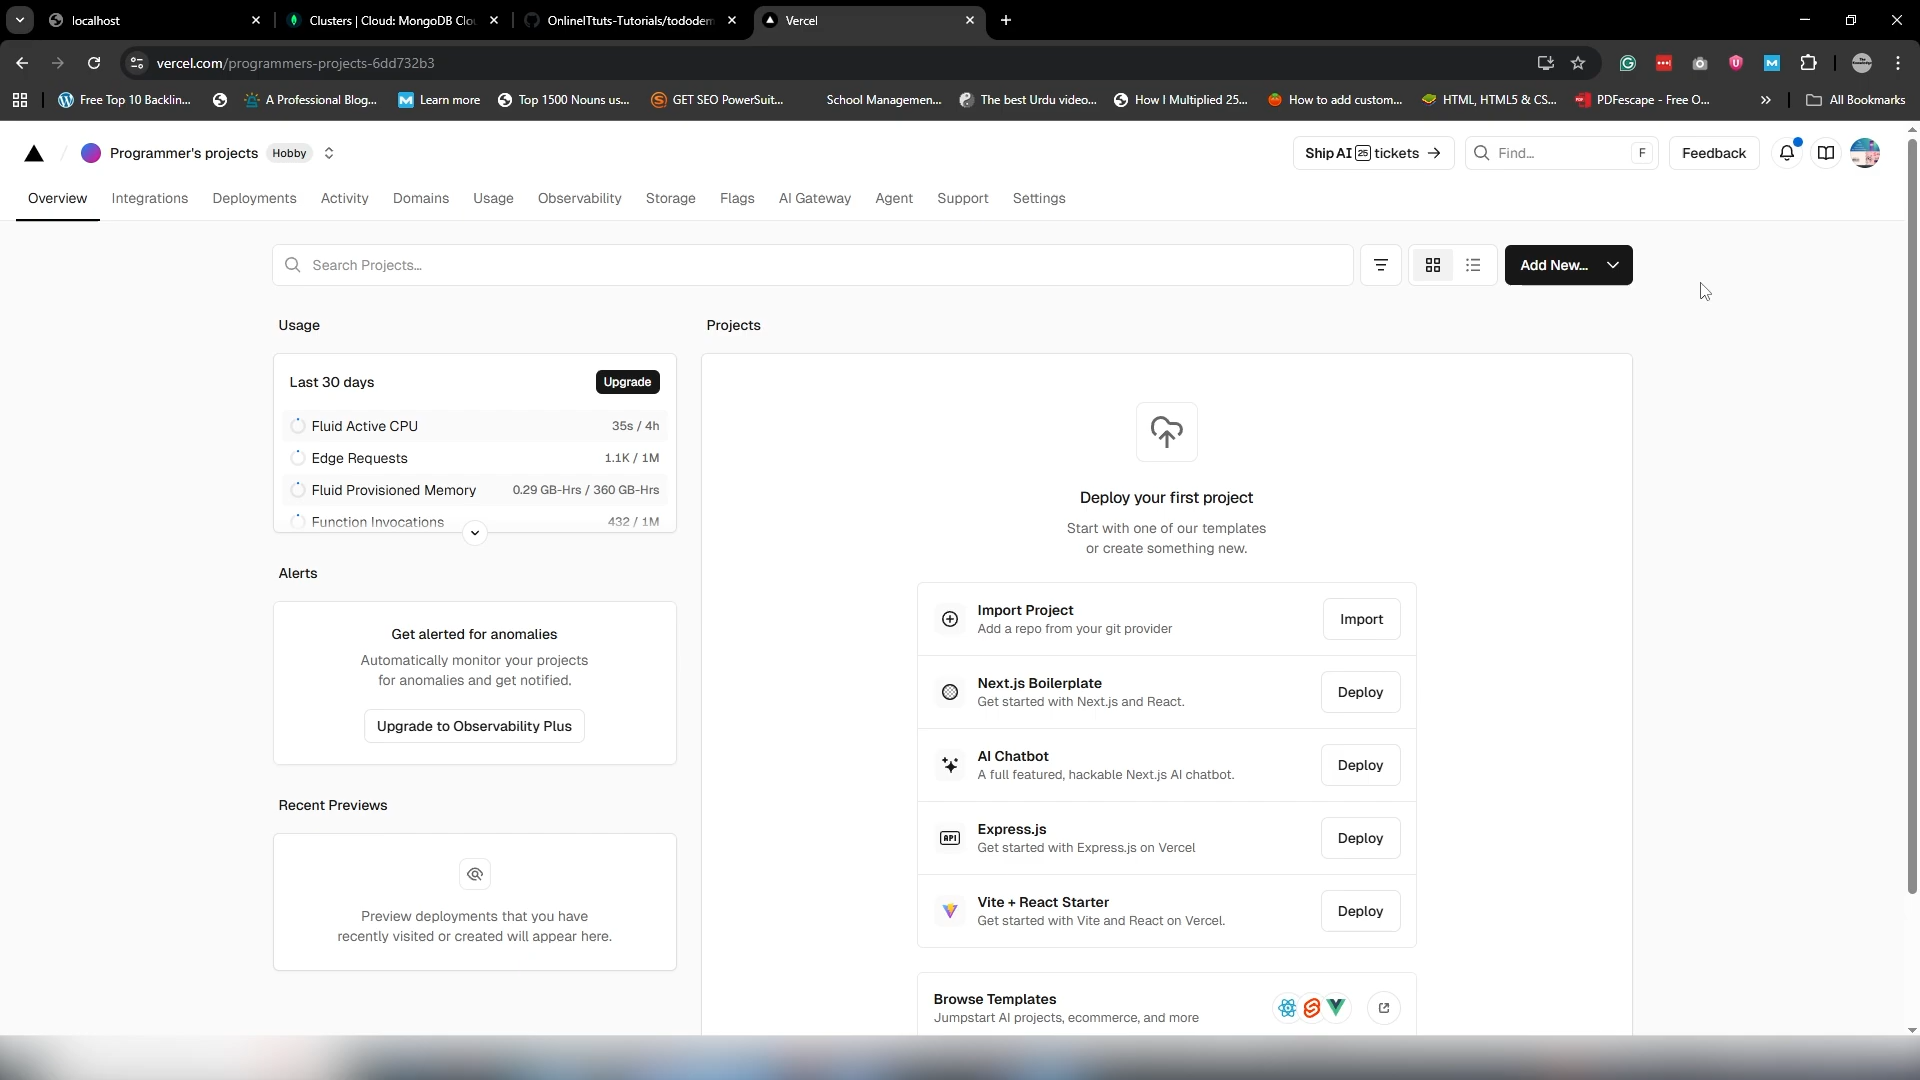 localhost
Clusters | Cloud: MongoDB Clou
OnlineITtuts-Tutorials/tododem
Vercel
vercel.com/programmers-projects-6dd732b3
Free Top 10 Backlin...
A Professional Blog...
Learn more
Top 1500 Nouns us...
GET SEO PowerSuit...
School Managemen...
The best Urdu video...
How I Multiplied 25...
How to add custom...
HTML, HTML5 & CS...
PDFescape - Free O...
All Bookmarks
Programmer's projects
Hobby
Ship AI 25 tickets
Find...
F
Feedback
Overview
Integrations
Deployments
Activity
Domains
Usage
Observability
Storage
Flags
AI Gateway
Agent
Support
Settings
Search Projects...
Add New...
Usage
Last 30 days
Upgrade
Fluid Active CPU
35s / 4h
Edge Requests
1.1K / 1M
Fluid Provisioned Memory
0.29 GB-Hrs / 360 GB-Hrs
Function Invocations
432 / 1M
Alerts
Get alerted for anomalies
Automatically monitor your projects
for anomalies and get notified.
Upgrade to Observability Plus
Recent Previews
Preview deployments that you have
recently visited or created will appear here.
Projects
Deploy your first project
Start with one of our templates
or create something new.
Import Project
Add a repo from your git provider
Import
Next.js Boilerplate
Get started with Next.js and React.
Deploy
AI Chatbot
A full featured, hackable Next.js AI chatbot.
Deploy
API
Express.js
Get started with Express.js on Vercel
Deploy
Vite + React Starter
Get started with Vite and React on Vercel.
Deploy
Browse Templates
Jumpstart AI projects, ecommerce, and more